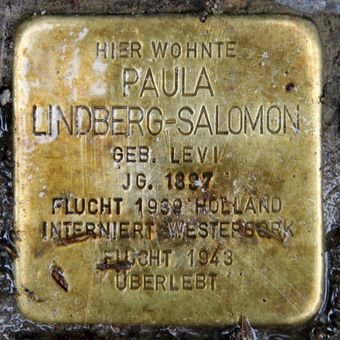 HIER WOHNTE
PAULA
LINDBERG-SALOMON
GEB. LEVI
JG. 1897
FLUCHT 1939 HOLLAND
INTERNIERT WESTERBORK
FLUCHT 1943
ÜBERLEBT